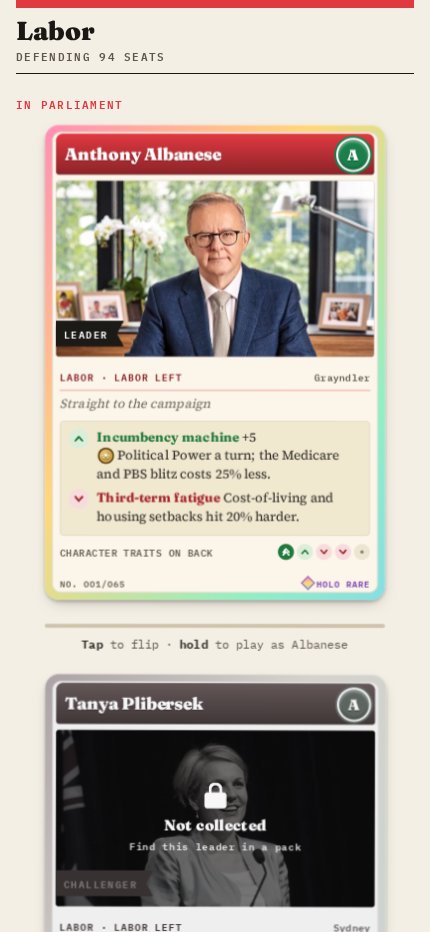 Labor
DEFENDING 94 SEATS
IN PARLIAMENT
Anthony Albanese
A
LEADER
LABOR · LABOR LEFT
Grayndler
Straight to the campaign
Incumbency machine +5
Political Power a turn; the Medicare
and PBS blitz costs 25% less.
Third-term fatigue Cost-of-living and
housing setbacks hit 20% harder.
CHARACTER TRAITS ON BACK
NO. 001/065
HOLO RARE
Tap to flip · hold to play as Albanese
Tanya Plibersek
A
Not collected
Find this leader in a pack
CHALLENGER
LABOR · LABOR LEFT
Sydney